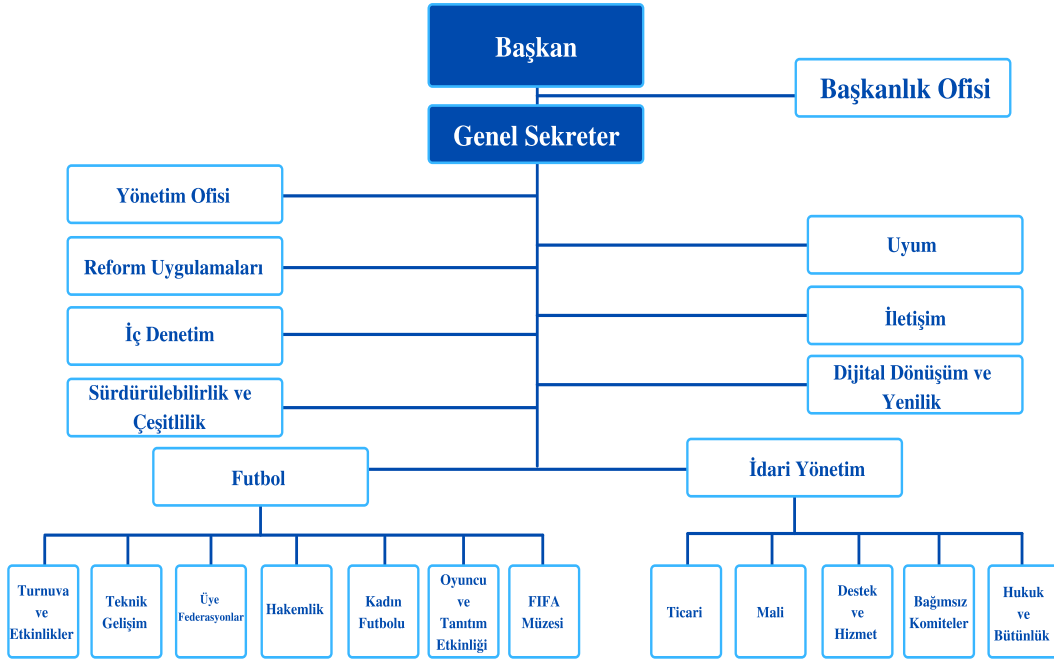 Başkan
Başkanlık Ofisi
Genel Sekreter
Yönetim Ofisi
Uyum
Reform Uygulamaları
İletişim
İç Denetim
Dijital Dönüşüm ve
Yenilik
Sürdürülebilirlik ve
Çeşitlilik
Futbol
İdari Yönetim
Turnuva
ve
Etkinlikler
Teknik
Gelişim
Üye
Federasyonlar
Hakemlik
Kadın
Futbolu
Oyuncu
ve
Tanıtım
Etkinliği
FIFA
Müzesi
Ticari
Mali
Destek
ve
Hizmet
Bağımsız
Komiteler
Hukuk
ve
Bütünlük